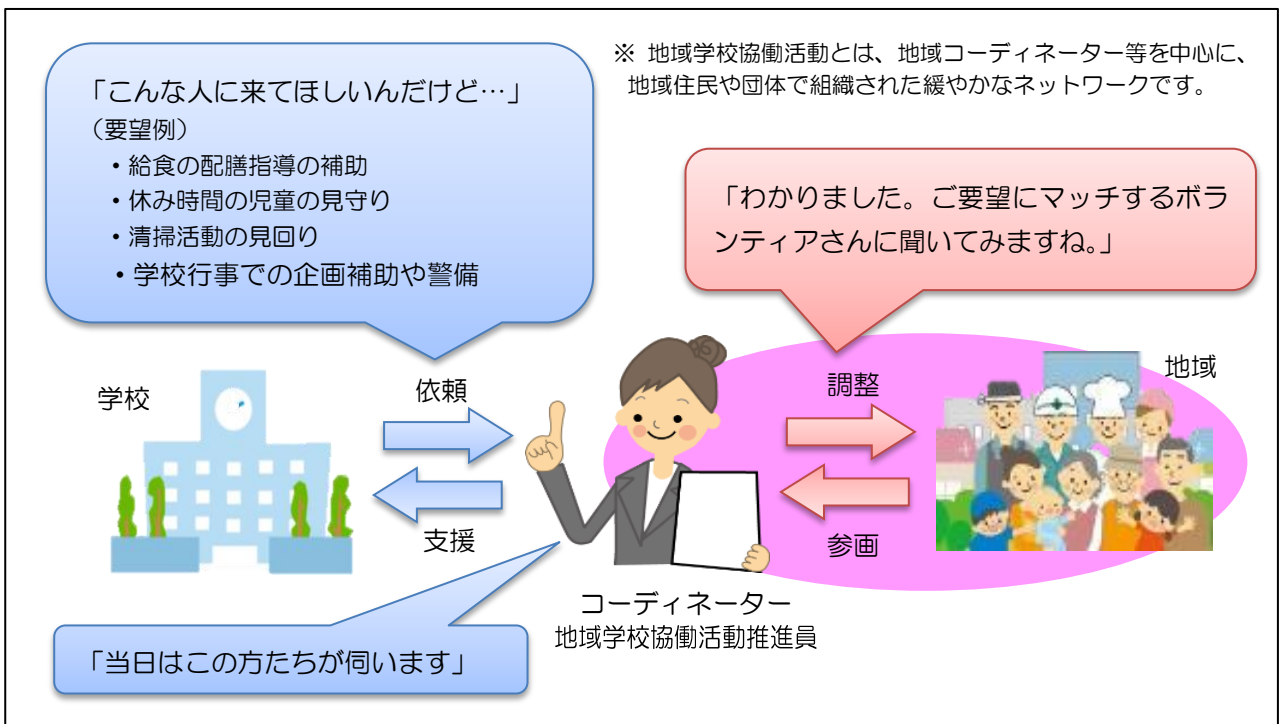 ※ 地域学校協働活動とは、地域コーディネーター等を中心に、
地域住民や団体で組織された緩やかなネットワークです。
「こんな人に来てほしいんだけど…」
（要望例）
・給食の配膳指導の補助
・休み時間の児童の見守り
・清掃活動の見回り
・学校行事での企画補助や警備
「わかりました。ご要望にマッチするボラ
ンティアさんに聞いてみますね。」
学校
依頼
支援
調整
参画
地域
コーディネーター
地域学校協働活動推進員
「当日はこの方たちが伺います」